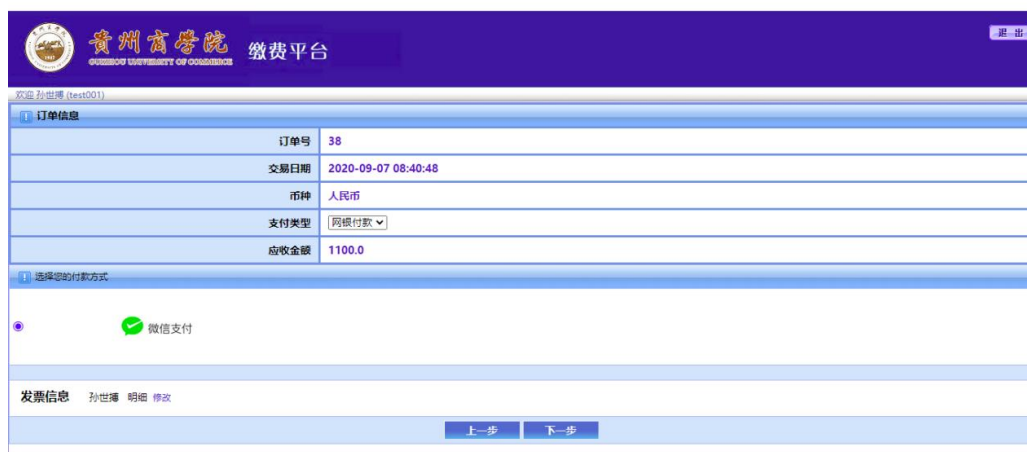 贵州商学院 缴费平台 退 出
GUIZHOU UNIVERSITY OF COMMERCE
欢迎 孙世搏 (test001)
订单信息
订单号 38
交易日期 2020-09-07 08:40:48
币种 人民币
支付类型 网银付款
应收金额 1100.0
选择您的付款方式
微信支付
发票信息 孙世搏 明细 修改
上一步 下一步